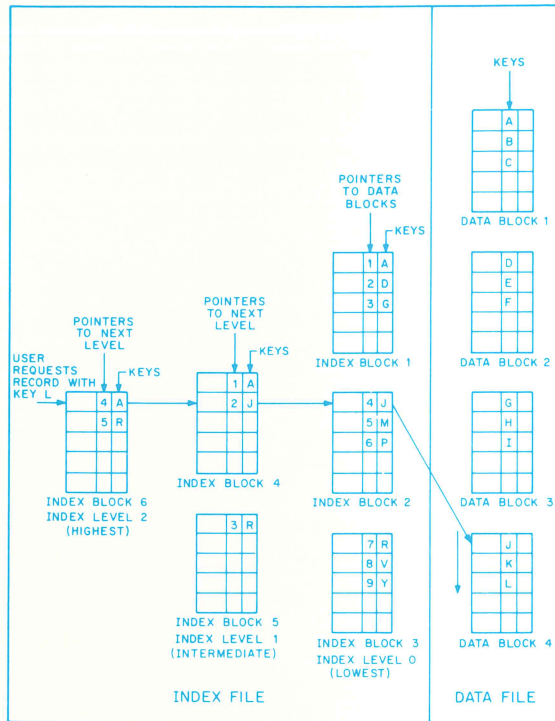 KEYS
A
B
C
DATA BLOCK 1
POINTERS
TO DATA
BLOCKS
KEYS
1 A
2 D
3 G
INDEX BLOCK 1
D
E
F
DATA BLOCK 2
POINTERS
TO NEXT
LEVEL
KEYS
1 A
2 J
INDEX BLOCK 4
POINTERS
TO NEXT
LEVEL
KEYS
USER
REQUESTS
RECORD WITH
KEY L
4 A
5 R
INDEX BLOCK 6
INDEX LEVEL 2
(HIGHEST)
4 J
5 M
6 P
INDEX BLOCK 2
G
H
I
DATA BLOCK 3
3 R
INDEX BLOCK 5
INDEX LEVEL 1
(INTERMEDIATE)
7 R
8 V
9 Y
INDEX BLOCK 3
INDEX LEVEL 0
(LOWEST)
J
K
L
DATA BLOCK 4
INDEX FILE
DATA FILE